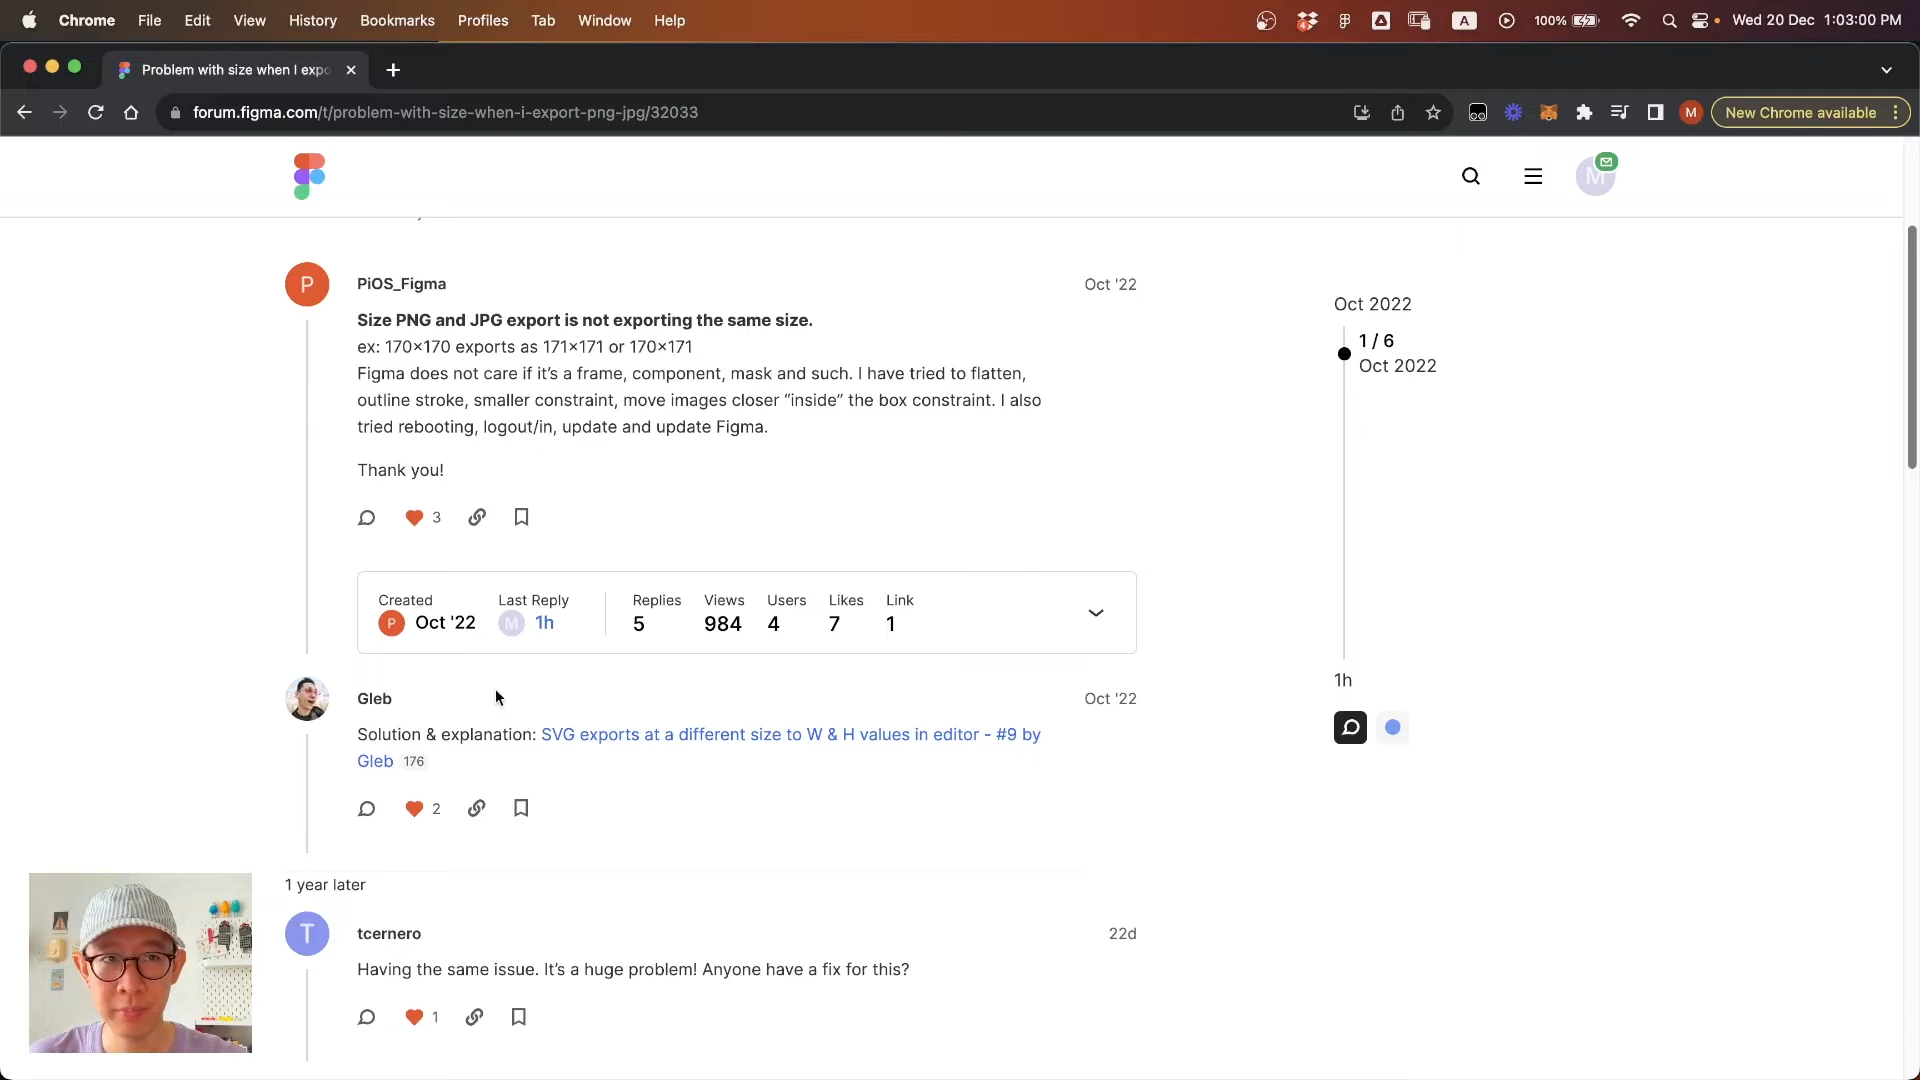 Chrome File Edit View History Bookmarks Profiles Tab Window Help
4 A 100% Wed 20 Dec 1:03:00 PM
Problem with size when I expo
forum.figma.com/t/problem-with-size-when-i-export-png-jpg/32033
M New Chrome available
M
P PiOS_Figma Oct '22
Size PNG and JPG export is not exporting the same size.
ex: 170×170 exports as 171×171 or 170×171
Figma does not care if it’s a frame, component, mask and such. I have tried to flatten,
outline stroke, smaller constraint, move images closer “inside” the box constraint. I also
tried rebooting, logout/in, update and update Figma.
Thank you!
3
Created Last Reply Replies Views Users Likes Link
P Oct '22 M 1h 5 984 4 7 1
Gleb Oct '22
Solution & explanation: SVG exports at a different size to W & H values in editor - #9 by
Gleb 176
2
1 year later
T tcernero 22d
Having the same issue. It’s a huge problem! Anyone have a fix for this?
1
Oct 2022
1 / 6
Oct 2022
1h